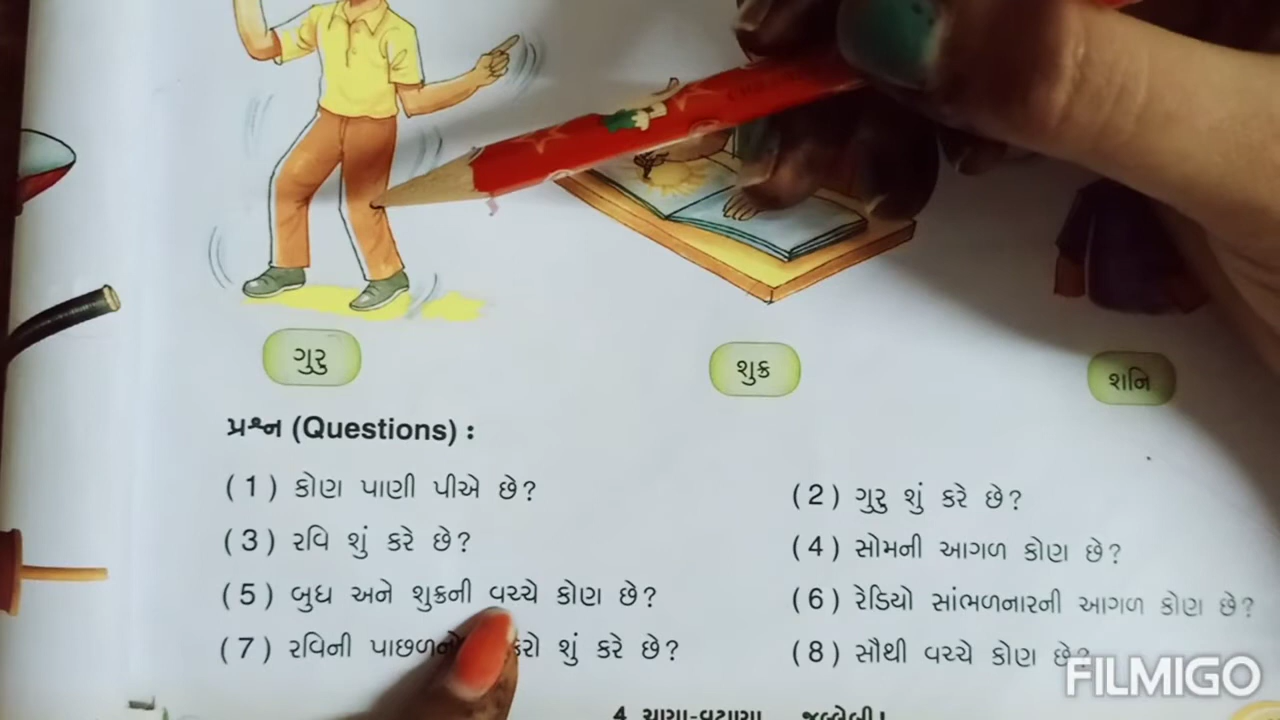 ગુરુ શુક્ર શનિ
પ્રશ્ન (Questions) :
(1) કોણ પાણી પીએ છે? (2) ગુરુ શું કરે છે?
(3) રવિ શું કરે છે? (4) સોમની આગળ કોણ છે?
(5) બુધ અને શુક્રની વચ્ચે કોણ છે? (6) રેડિયો સાંભળનારની આગળ કોણ છે?
(7) રવિની પાછળનો શું કરે છે? (8) સૌથી વચ્ચે કોણ છે?
FILMIGO